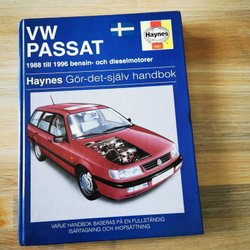 VW
PASSAT
Haynes
1988 till 1996 bensin- och dieselmotorer
Haynes Gör-det-själv handbok
VARJE HANDBOK BASERAS PÅ EN FULLSTÄNDIG
ISÄRTAGNING OCH IHOPSÄTTNING